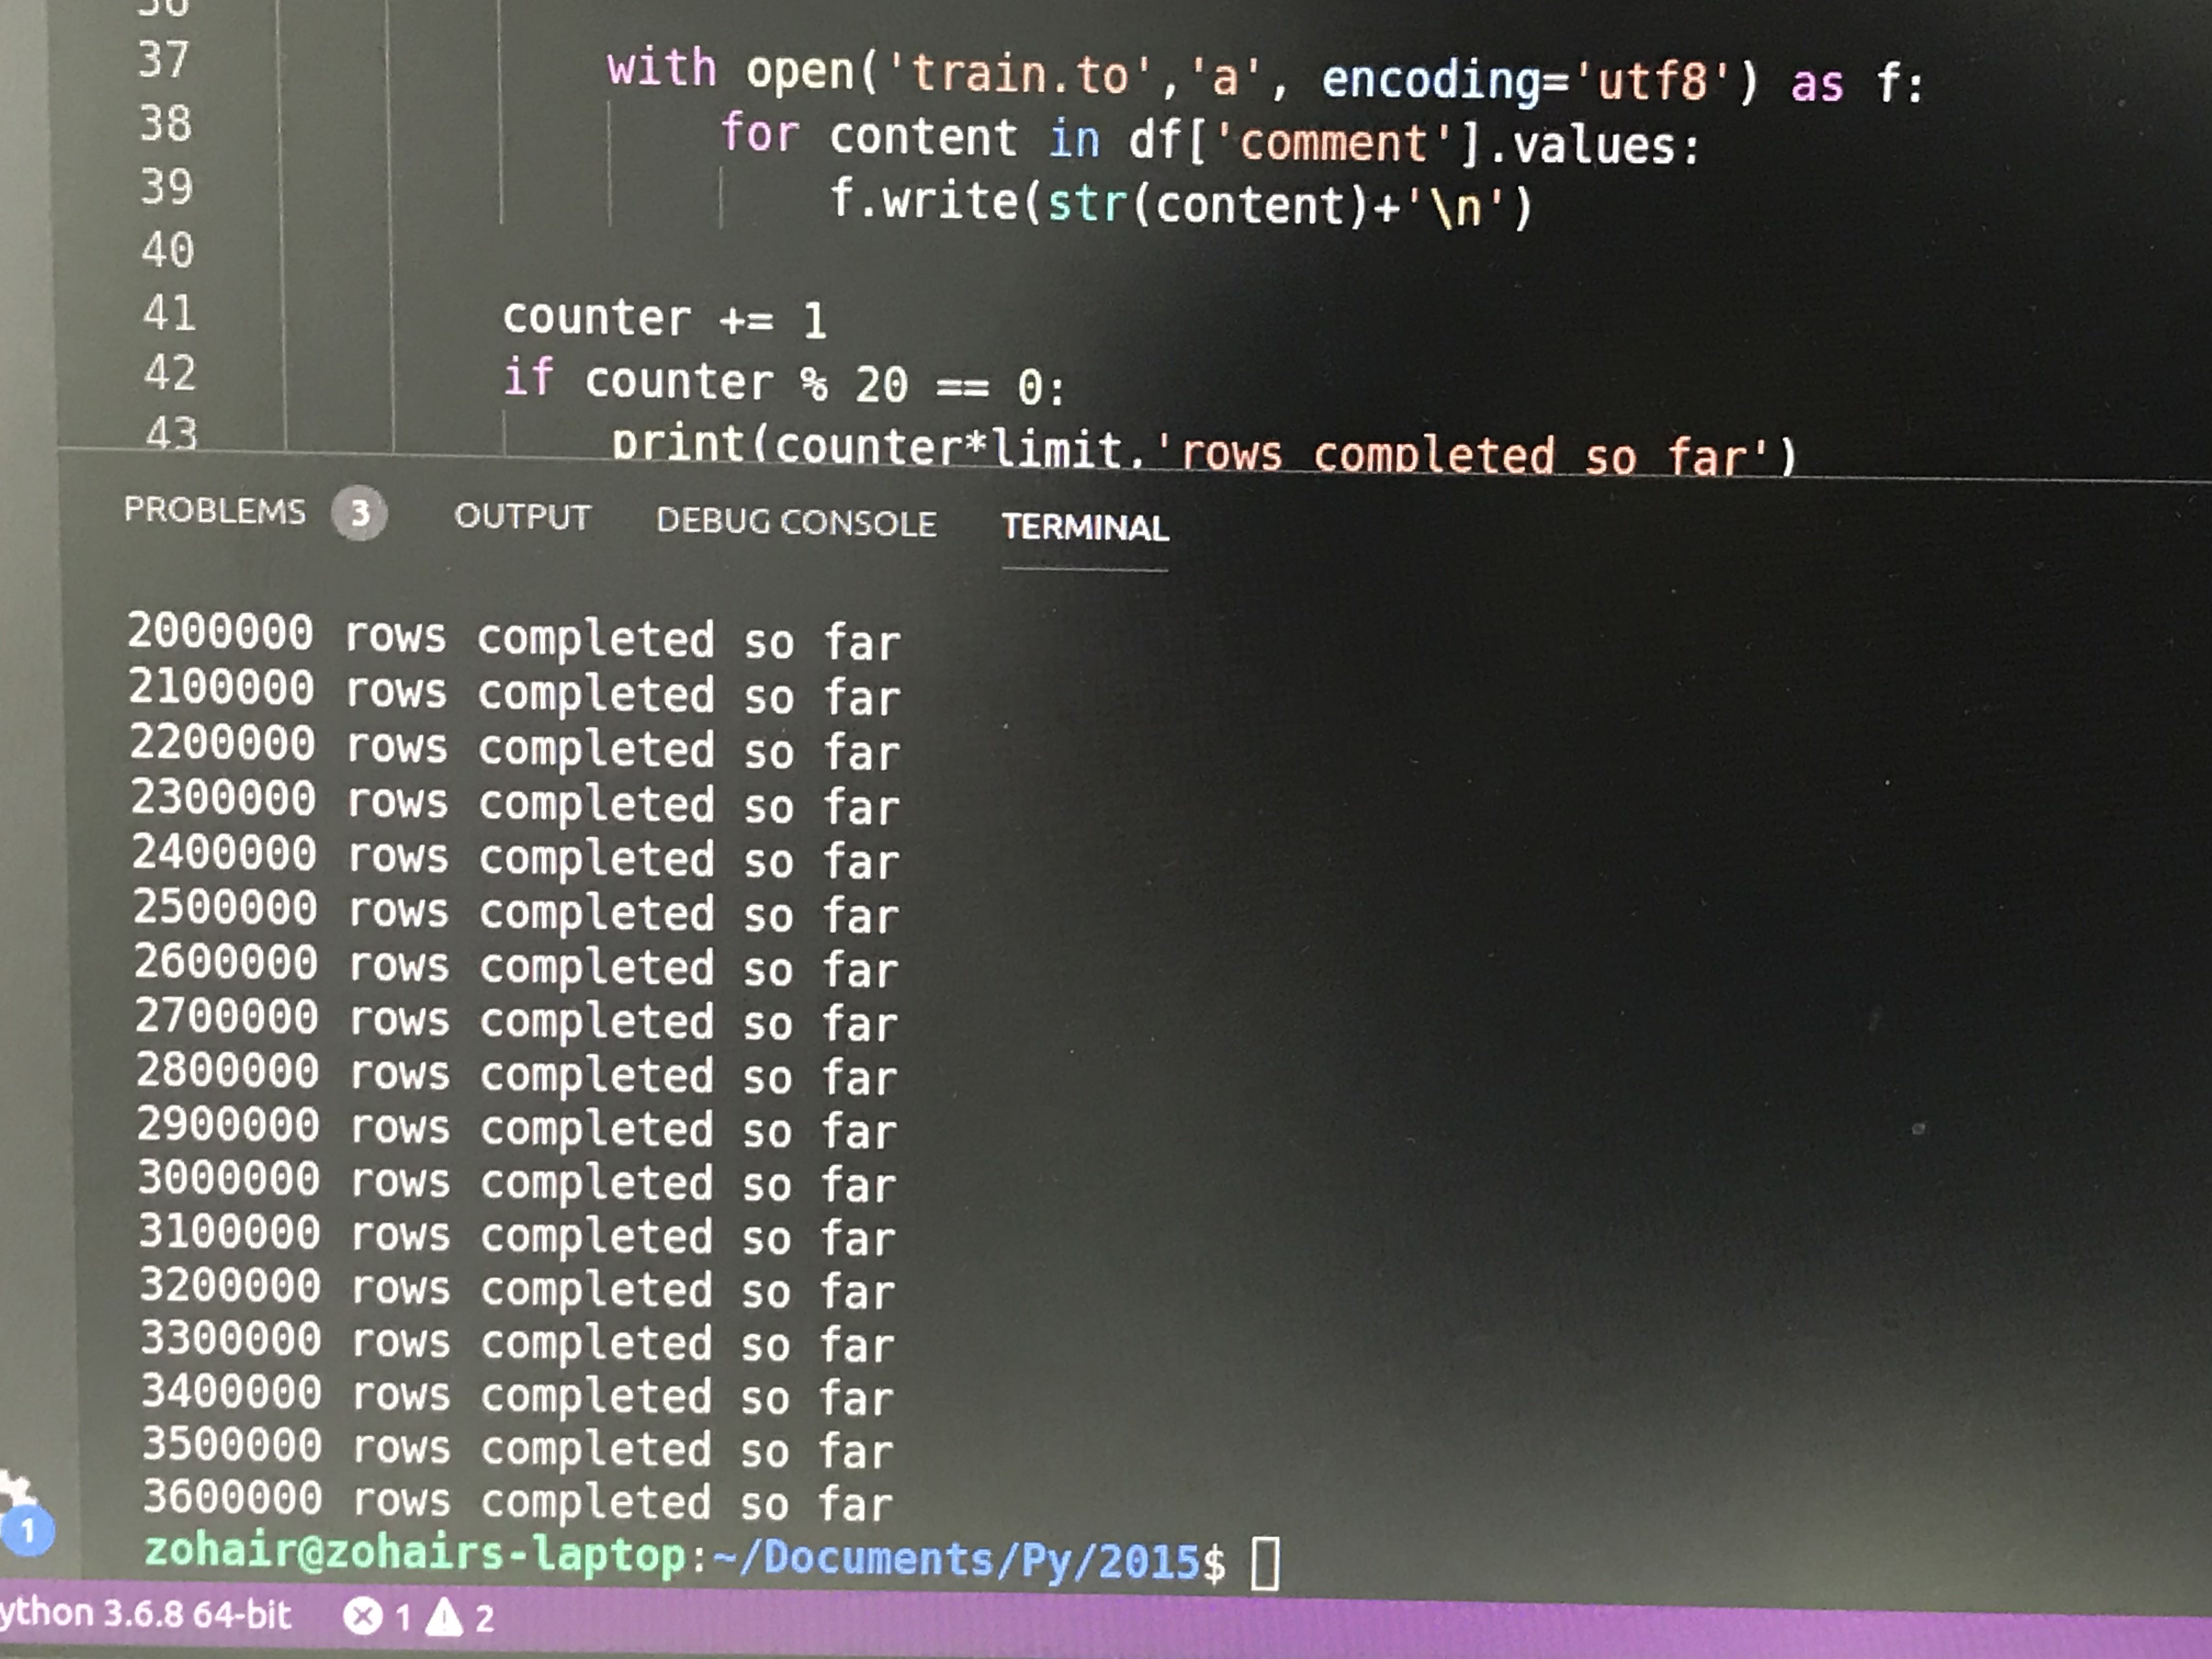 36
37 with open('train.to','a', encoding='utf8') as f:
38 for content in df['comment'].values:
39 f.write(str(content)+'\n')
40
41 counter += 1
42 if counter % 20 == 0:
43 print(counter*limit,'rows completed so far')
PROBLEMS 3 OUTPUT DEBUG CONSOLE TERMINAL
2000000 rows completed so far
2100000 rows completed so far
2200000 rows completed so far
2300000 rows completed so far
2400000 rows completed so far
2500000 rows completed so far
2600000 rows completed so far
2700000 rows completed so far
2800000 rows completed so far
2900000 rows completed so far
3000000 rows completed so far
3100000 rows completed so far
3200000 rows completed so far
3300000 rows completed so far
3400000 rows completed so far
3500000 rows completed so far
3600000 rows completed so far
1
zohair@zohairs-laptop:~/Documents/Py/2015$
ython 3.6.8 64-bit 1 2